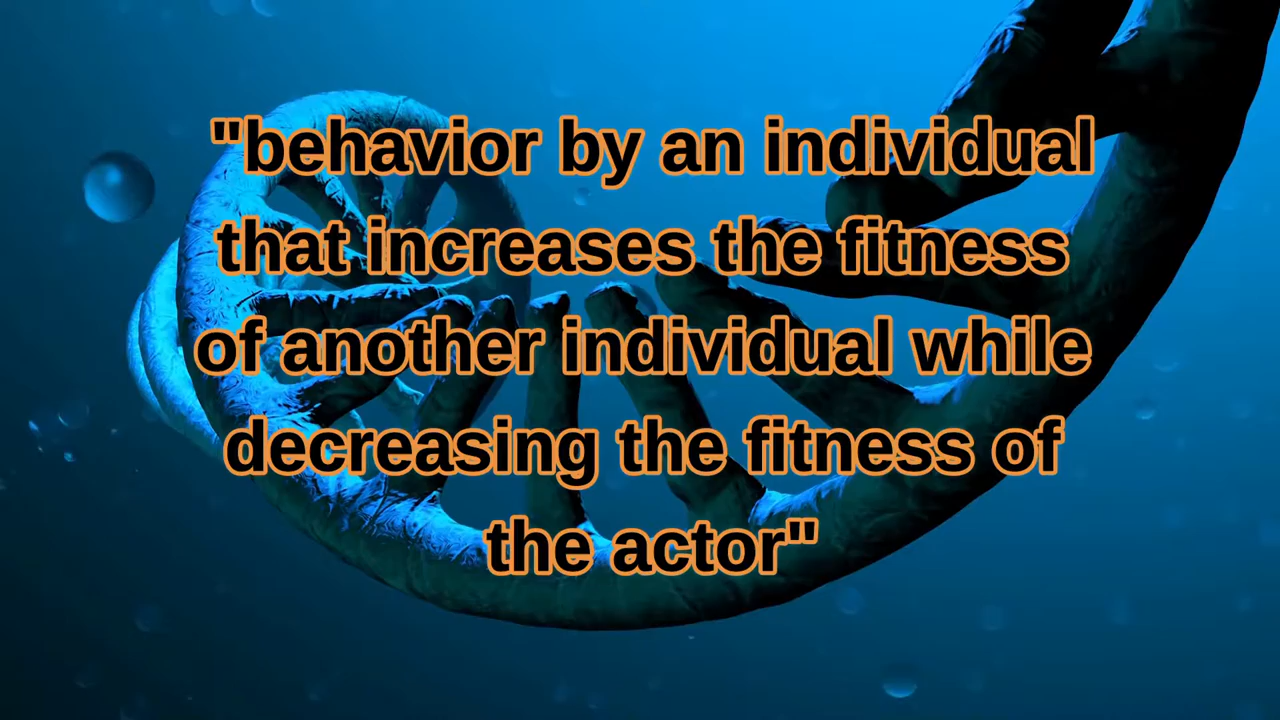 "behavior by an individual
that increases the fitness
of another individual while
decreasing the fitness of
the actor"